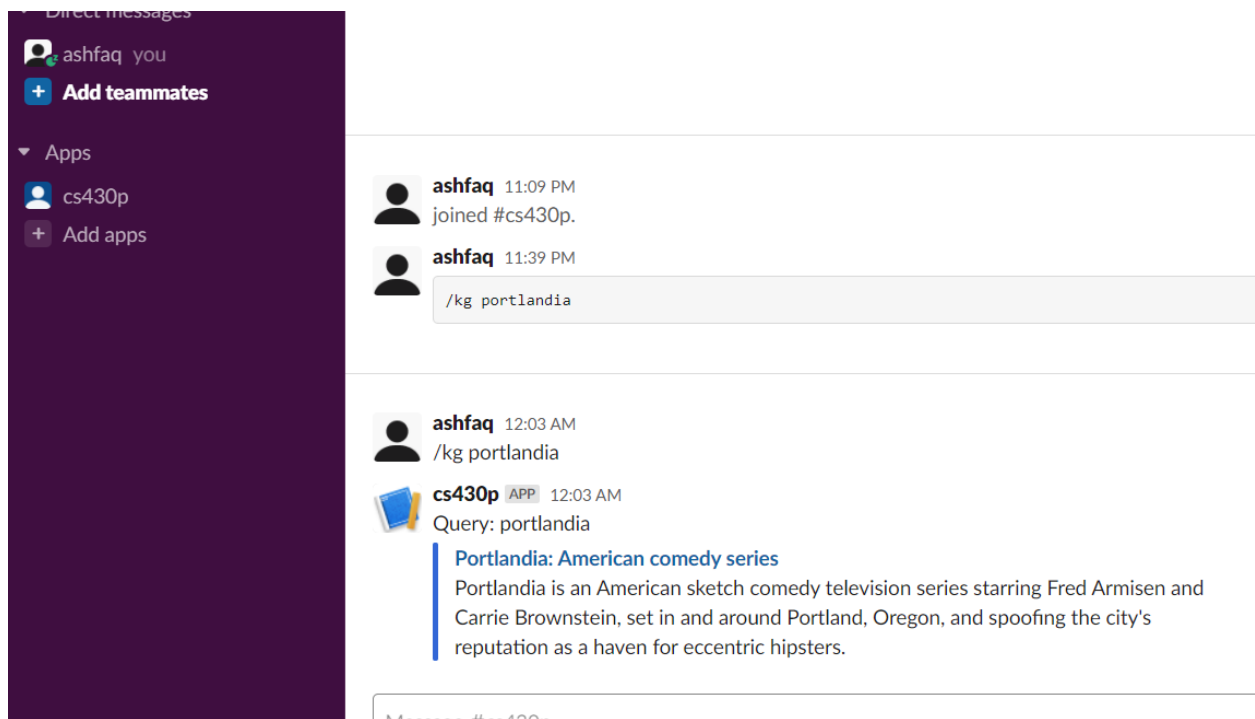 Direct messages
ashfaq you
+ Add teammates
Apps
cs430p
+ Add apps
ashfaq 11:09 PM
joined #cs430p.
ashfaq 11:39 PM
/kg portlandia
ashfaq 12:03 AM
/kg portlandia
cs430p APP 12:03 AM
Query: portlandia
Portlandia: American comedy series
Portlandia is an American sketch comedy television series starring Fred Armisen and
Carrie Brownstein, set in and around Portland, Oregon, and spoofing the city's
reputation as a haven for eccentric hipsters.
Message #cs430p